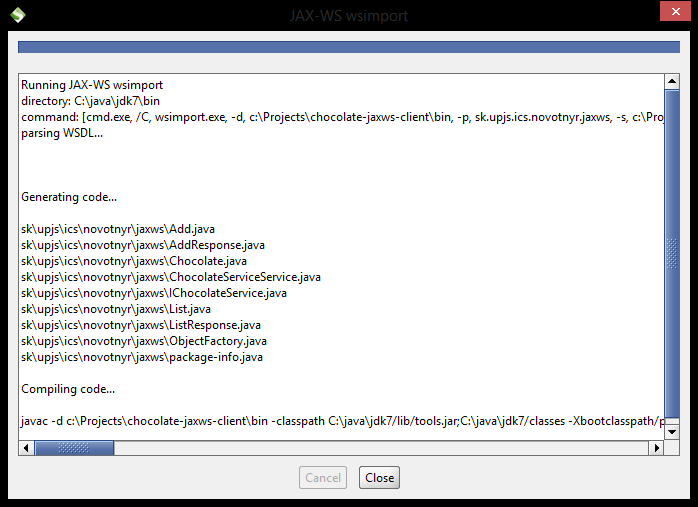 JAX-WS wsimport
Running JAX-WS wsimport
directory: C:\java\jdk7\bin
command: [cmd.exe, /C, wsimport.exe, -d, c:\Projects\chocolate-jaxws-client\bin, -p, sk.upjs.ics.novotnyr.jaxws, -s, c:\Proj
parsing WSDL...
Generating code...
sk\upjs\ics\novotnyr\jaxws\Add.java
sk\upjs\ics\novotnyr\jaxws\AddResponse.java
sk\upjs\ics\novotnyr\jaxws\Chocolate.java
sk\upjs\ics\novotnyr\jaxws\ChocolateServiceService.java
sk\upjs\ics\novotnyr\jaxws\IChocolateService.java
sk\upjs\ics\novotnyr\jaxws\List.java
sk\upjs\ics\novotnyr\jaxws\ListResponse.java
sk\upjs\ics\novotnyr\jaxws\ObjectFactory.java
sk\upjs\ics\novotnyr\jaxws\package-info.java
Compiling code...
javac -d c:\Projects\chocolate-jaxws-client\bin -classpath C:\java\jdk7/lib/tools.jar;C:\java\jdk7/classes -Xbootclasspath/p
Cancel Close